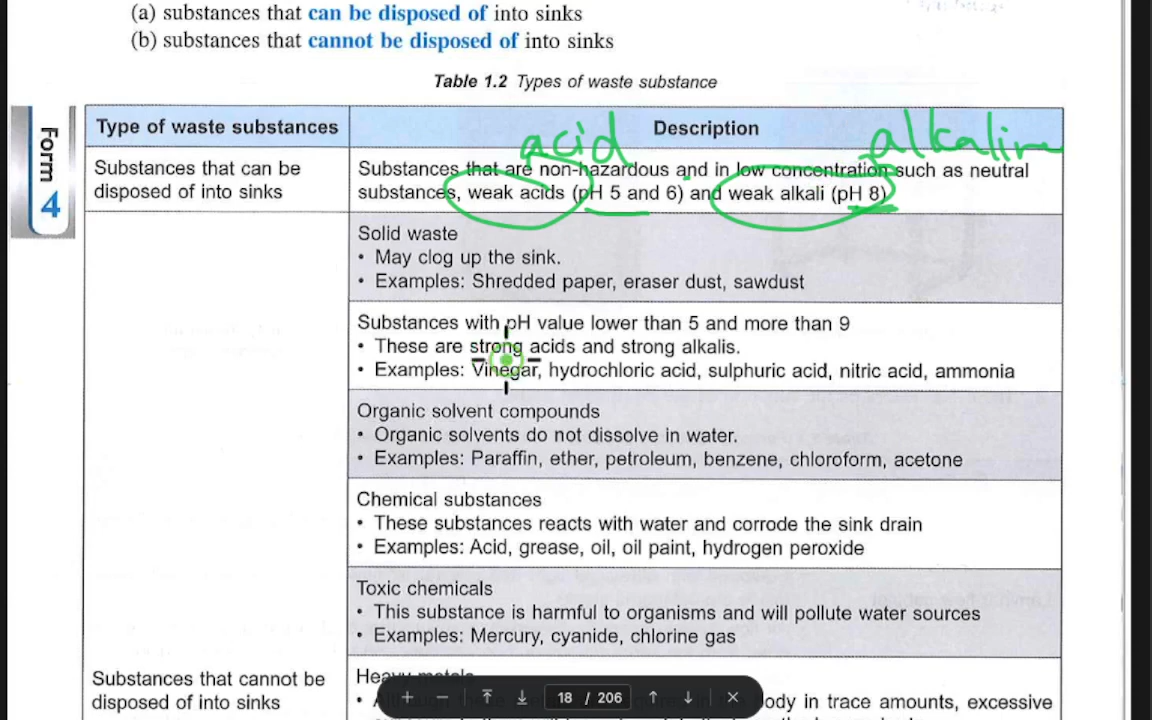 (a) substances that can be disposed of into sinks
(b) substances that cannot be disposed of into sinks
Table 1.2 Types of waste substance
Form 4
Type of waste substances
Description
acid
alkalin
Substances that can be
disposed of into sinks
Substances that are non-hazardous and in low concentration such as neutral
substances, weak acids (pH 5 and 6) and weak alkali (pH 8)
Solid waste
• May clog up the sink.
• Examples: Shredded paper, eraser dust, sawdust
Substances with pH value lower than 5 and more than 9
• These are strong acids and strong alkalis.
• Examples: Vinegar, hydrochloric acid, sulphuric acid, nitric acid, ammonia
Organic solvent compounds
• Organic solvents do not dissolve in water.
• Examples: Paraffin, ether, petroleum, benzene, chloroform, acetone
Chemical substances
• These substances reacts with water and corrode the sink drain
• Examples: Acid, grease, oil, oil paint, hydrogen peroxide
Toxic chemicals
• This substance is harmful to organisms and will pollute water sources
• Examples: Mercury, cyanide, chlorine gas
Substances that cannot be
disposed of into sinks
Heavy metals
body in trace amounts, excessive
18 / 206